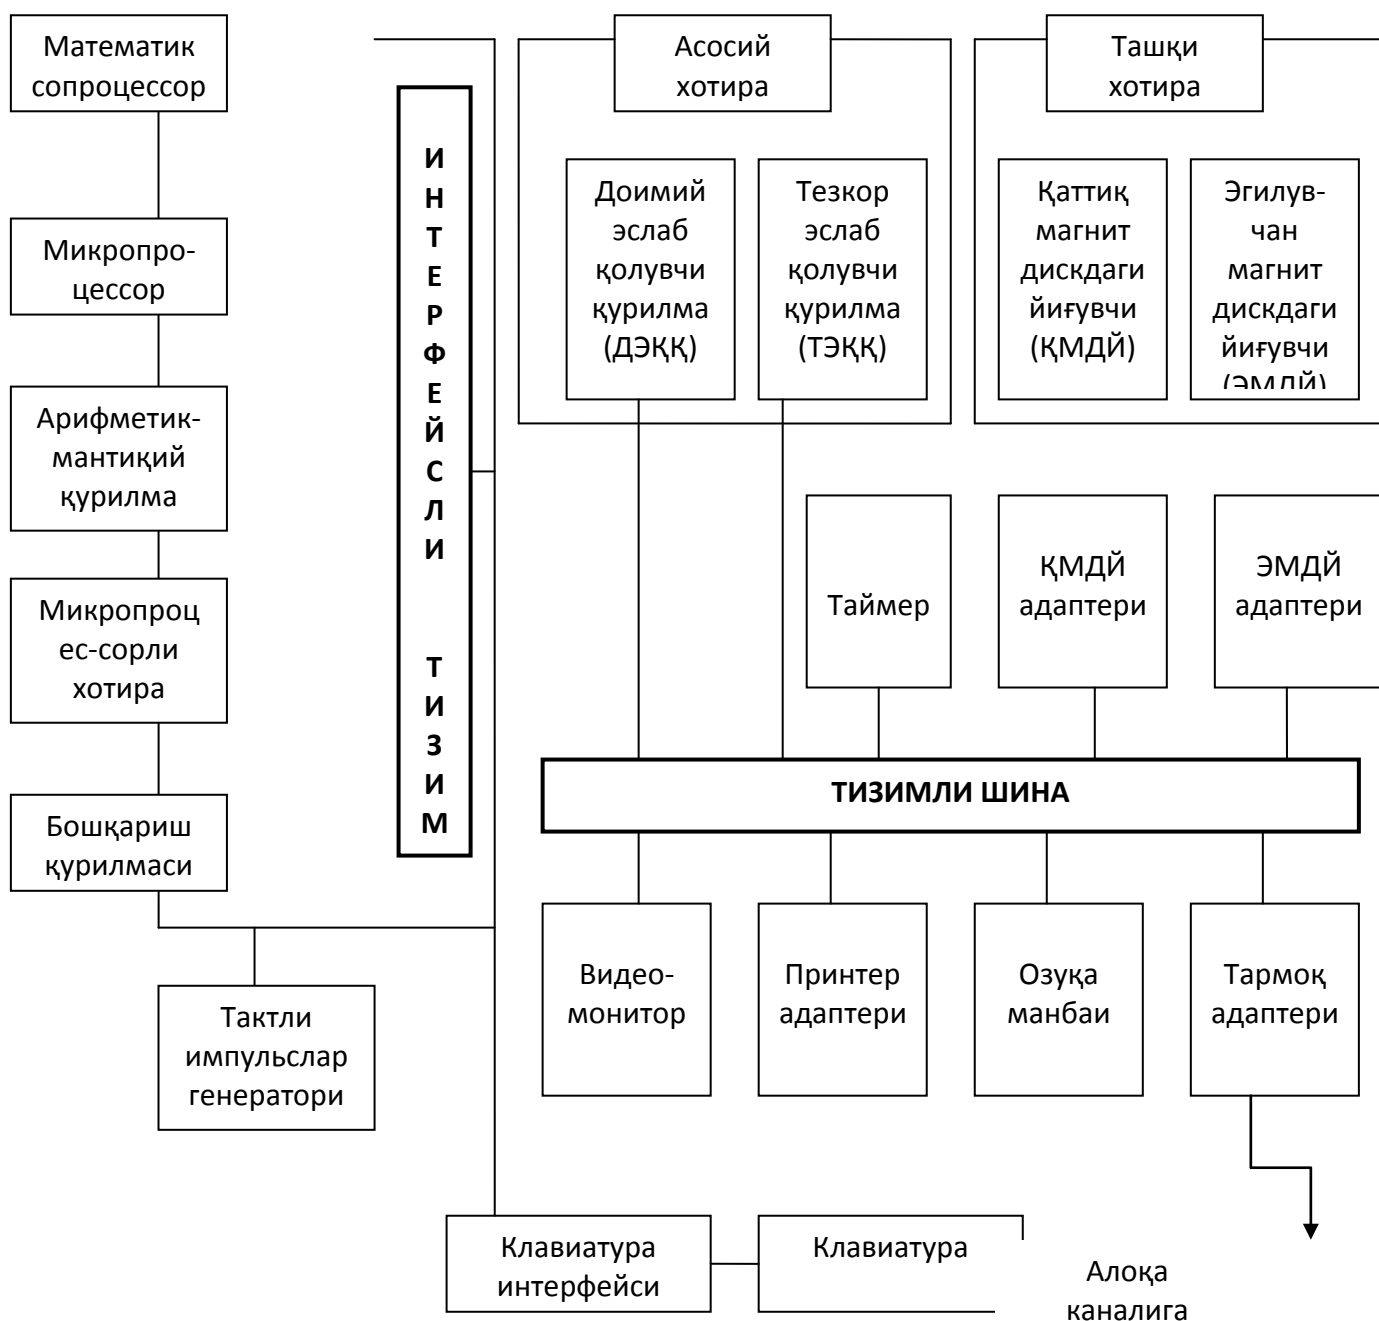 Математик
сопроцессор
Микропро-
цессор
Арифметик-
мантиқий
қурилма
Микропроц
ес-сорли
хотира
Бошқариш
қурилмаси
Тактли
импульслар
генератори
И
Н
Т
Е
Р
Ф
Е
Й
С
Л
И
Т
И
З
И
М
Асосий
хотира
Доимий
эслаб
қолувчи
қурилма
(ДЭҚҚ)
Тезкор
эслаб
қолувчи
қурилма
(ТЭҚҚ)
Ташқи
хотира
Қаттиқ
магнит
дискдаги
йиғувчи
(ҚМДЙ)
Эгилув-
чан
магнит
дискдаги
йиғувчи
(ЭМДЙ)
Таймер
ҚМДЙ
адаптери
ЭМДЙ
адаптери
ТИЗИМЛИ ШИНА
Видео-
монитор
Принтер
адаптери
Озуқа
манбаи
Тармоқ
адаптери
Клавиатура
интерфейси
Клавиатура
Алоқа
каналига